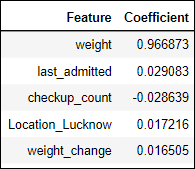 Feature Coefficient
weight 0.966873
last_admitted 0.029083
checkup_count -0.028639
Location_Lucknow 0.017216
weight_change 0.016505